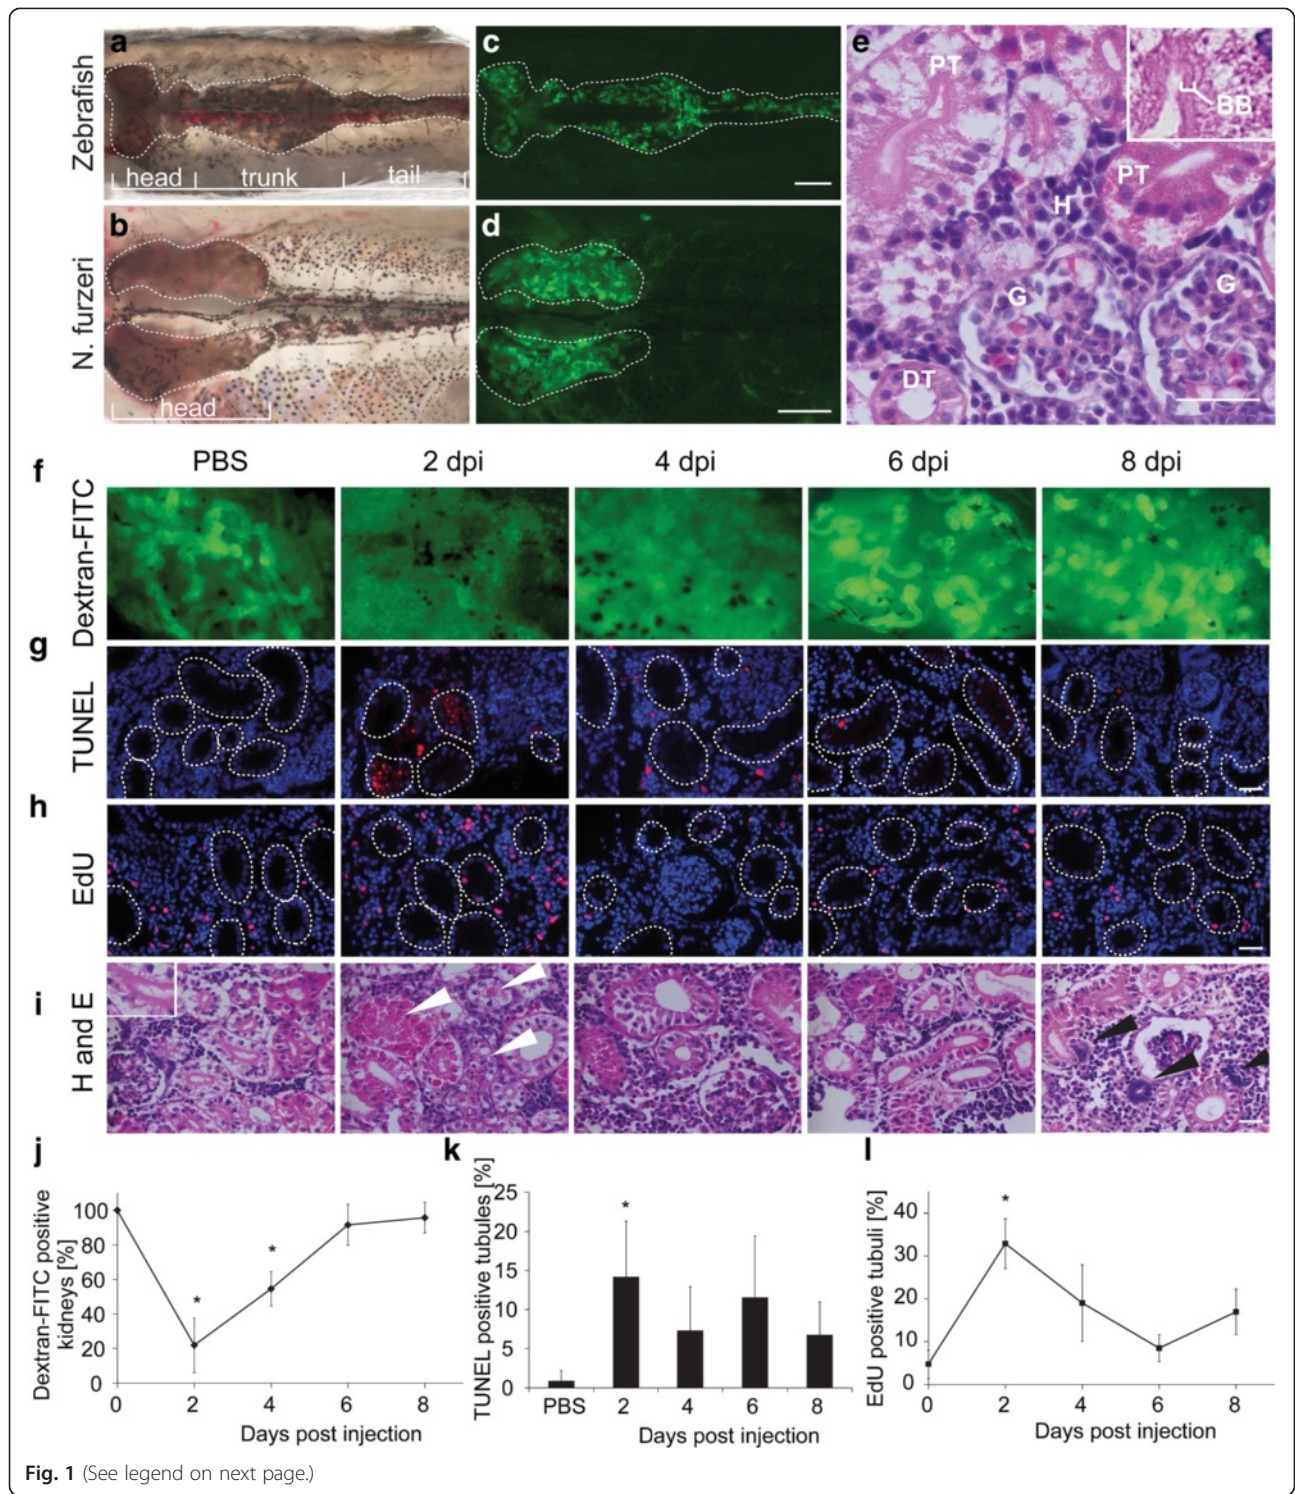 a
c
e
Zebrafish
head
trunk
tail
PT
BB
PT
H
G
G
DT
b
d
N. furzeri
head
f
PBS
2 dpi
4 dpi
6 dpi
8 dpi
Dextran-FITC
g
TUNEL
h
EdU
i
H and E
j
Dextran-FITC positive
kidneys [%]
100
80
60
40
20
0
*
*
0 2 4 6 8
Days post injection
k
TUNEL positive tubules [%]
25
20
15
10
5
0
*
PBS 2 4 6 8
Days post injection
l
EdU positive tubuli [%]
40
30
20
10
0
*
0 2 4 6 8
Days post injection
Fig. 1 (See legend on next page.)